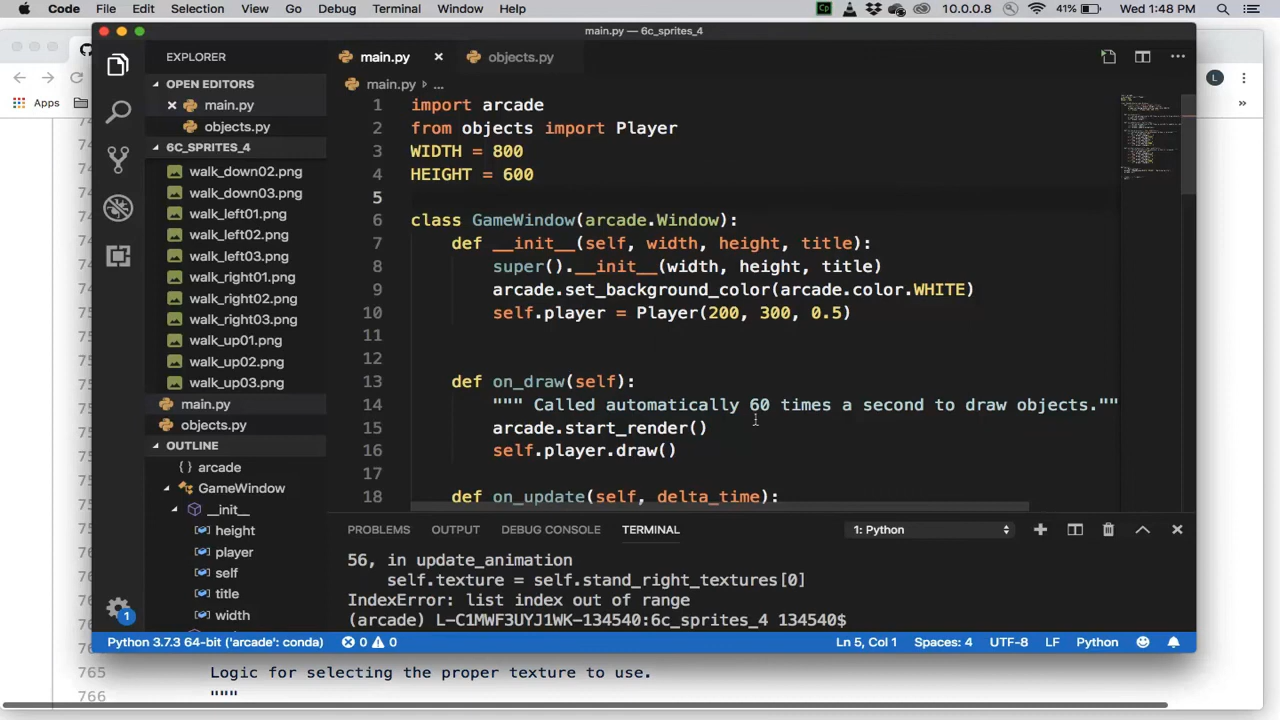 Code File Edit Selection View Go Debug Terminal Window Help 10.0.0.8 41% Wed 1:48 PM
main.py — 6c_sprites_4
Apps
L
EXPLORER
OPEN EDITORS
main.py
objects.py
6C_SPRITES_4
walk_down02.png
walk_down03.png
walk_left01.png
walk_left02.png
walk_left03.png
walk_right01.png
walk_right02.png
walk_right03.png
walk_up01.png
walk_up02.png
walk_up03.png
main.py
objects.py
OUTLINE
{} arcade
GameWindow
__init__
height
player
self
title
width
main.py objects.py
main.py › ...
1 import arcade
2 from objects import Player
3 WIDTH = 800
4 HEIGHT = 600
5
6 class GameWindow(arcade.Window):
7 def __init__(self, width, height, title):
8 super().__init__(width, height, title)
9 arcade.set_background_color(arcade.color.WHITE)
10 self.player = Player(200, 300, 0.5)
11
12
13 def on_draw(self):
14 """ Called automatically 60 times a second to draw objects.""
15 arcade.start_render()
16 self.player.draw()
17
18 def on_update(self, delta_time):
PROBLEMS OUTPUT DEBUG CONSOLE TERMINAL 1: Python
56, in update_animation
self.texture = self.stand_right_textures[0]
IndexError: list index out of range
(arcade) L-C1MWF3UYJ1WK-134540:6c_sprites_4 134540$
1
Python 3.7.3 64-bit ('arcade': conda) 0 0 Ln 5, Col 1 Spaces: 4 UTF-8 LF Python
765 Logic for selecting the proper texture to use.
766 """